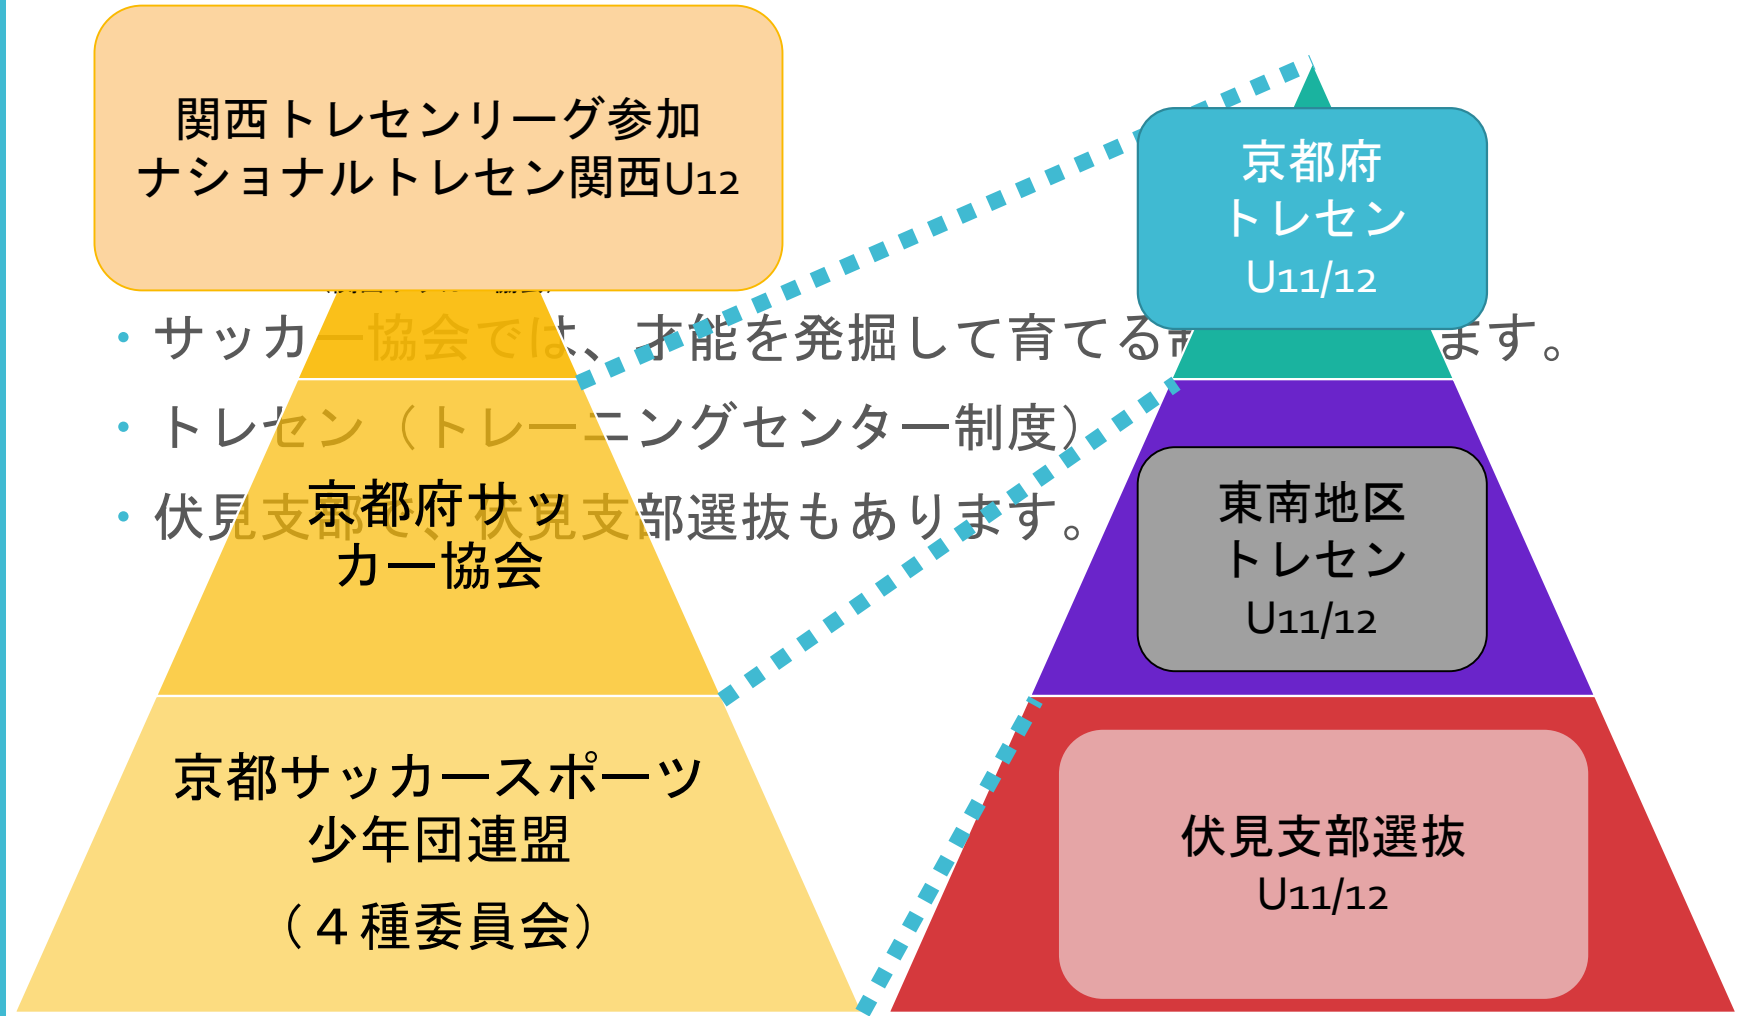 関西トレセンリーグ参加
ナショナルトレセン関西U12
・サッカー協会では、才能を発掘して育てる
ます。
・トレセン（トレーニングセンター制度）
・伏見支部で、伏見支部選抜もあります。
京都府サッ
カー協会
京都サッカースポーツ
少年団連盟
（４種委員会）
京都府
トレセン
U11/12
東南地区
トレセン
U11/12
伏見支部選抜
U11/12